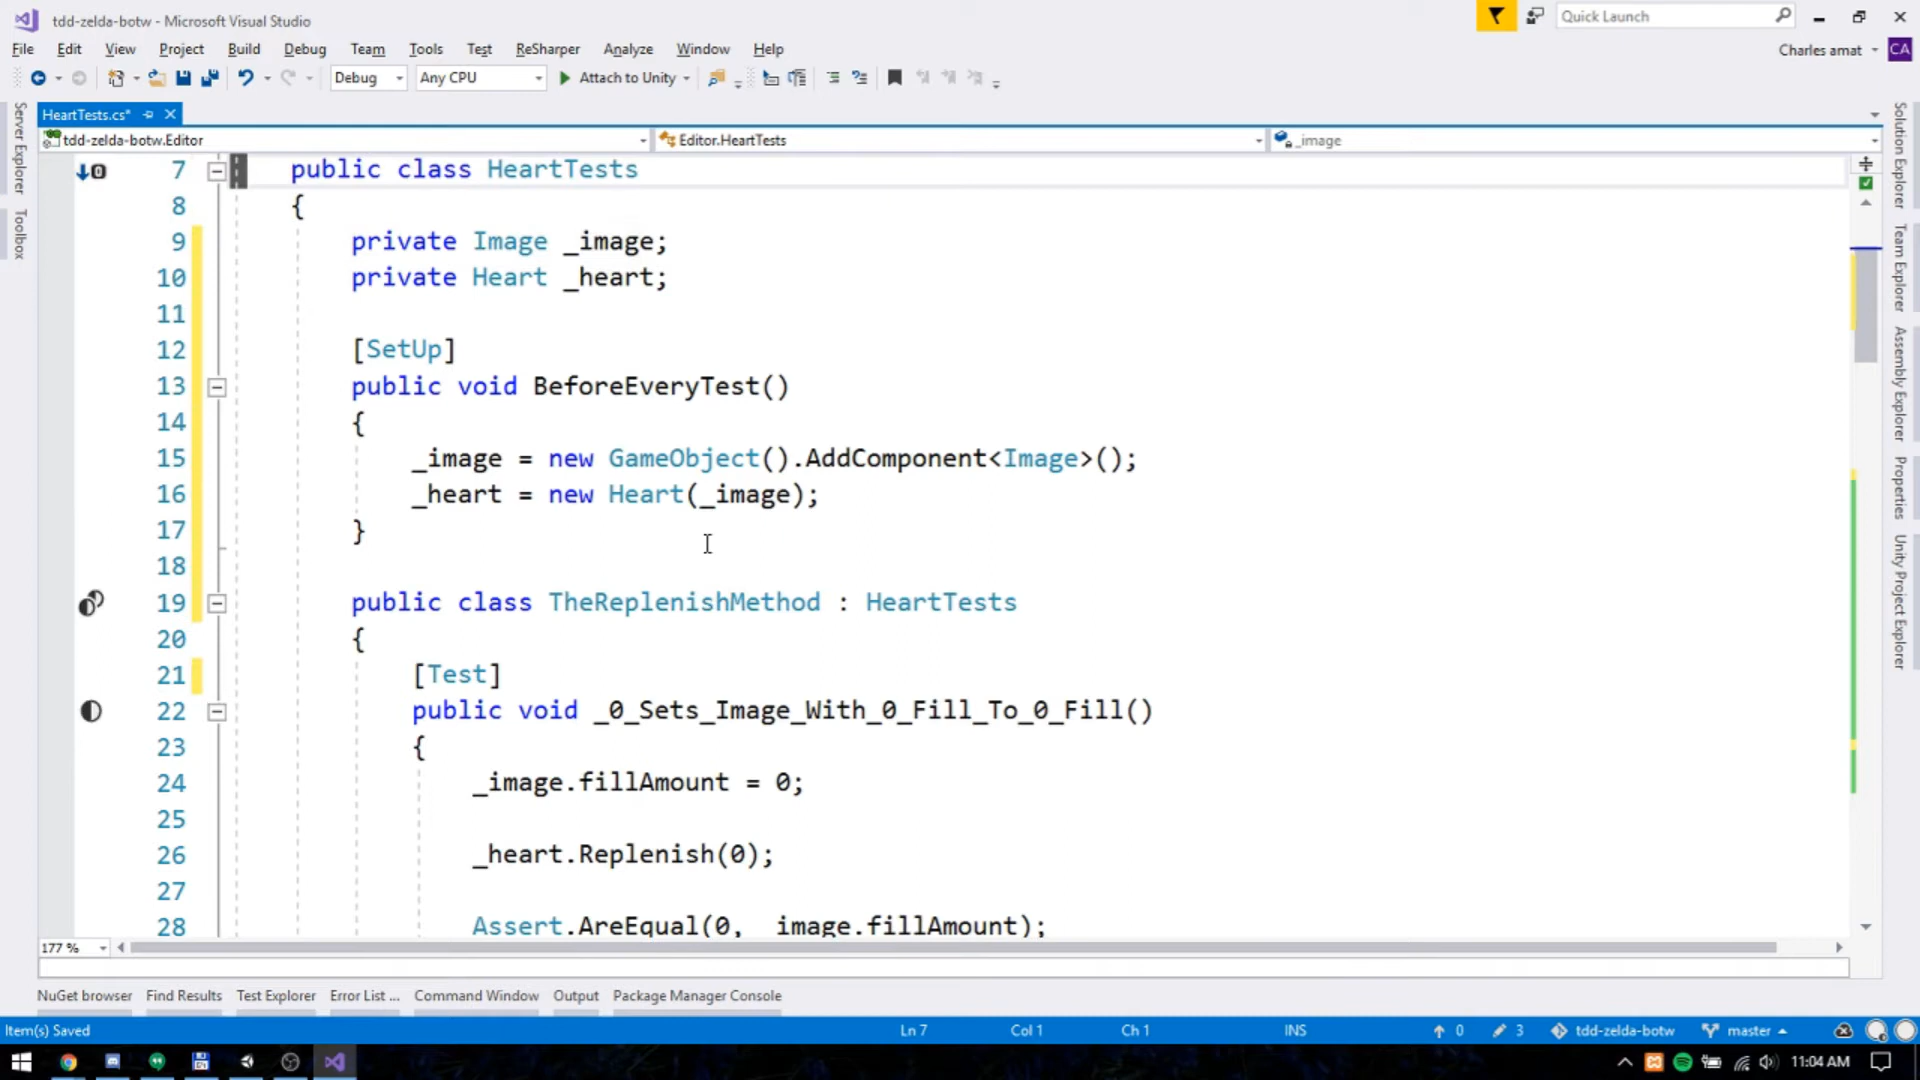 tdd-zelda-botw - Microsoft Visual Studio
Quick Launch
File Edit View Project Build Debug Team Tools Test ReSharper Analyze Window Help
Charles amat CA
Debug Any CPU Attach to Unity
HeartTests.cs*
tdd-zelda-botw.Editor Editor.HeartTests _image
Server Explorer
Toolbox
Solution Explorer
Team Explorer
Assembly Explorer
Properties
Unity Project Explorer
7 public class HeartTests
8 {
9 private Image _image;
10 private Heart _heart;
11
12 [SetUp]
13 public void BeforeEveryTest()
14 {
15 _image = new GameObject().AddComponent<Image>();
16 _heart = new Heart(_image);
17 }
18
19 public class TheReplenishMethod : HeartTests
20 {
21 [Test]
22 public void _0_Sets_Image_With_0_Fill_To_0_Fill()
23 {
24 _image.fillAmount = 0;
25
26 _heart.Replenish(0);
27
28 Assert.AreEqual(0, image.fillAmount);
177 %
NuGet browser Find Results Test Explorer Error List ... Command Window Output Package Manager Console
Item(s) Saved Ln 7 Col 1 Ch 1 INS 0 3 tdd-zelda-botw master
11:04 AM